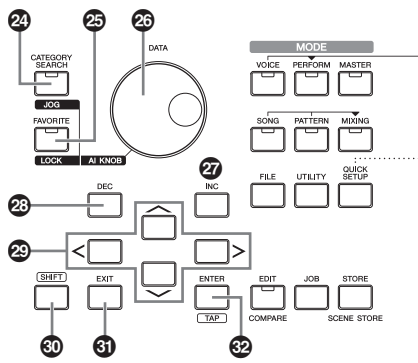 24
25
26
CATEGORY
SEARCH
DATA
MODE
VOICE
PERFORM
MASTER
JOG
FAVORITE
SONG
PATTERN
MIXING
LOCK
AI KNOB
27
FILE
UTILITY
QUICK
SETUP
28
DEC
INC
29
<
>
SHIFT
EXIT
ENTER
EDIT
JOB
STORE
30
31
TAP
32
COMPARE
SCENE STORE